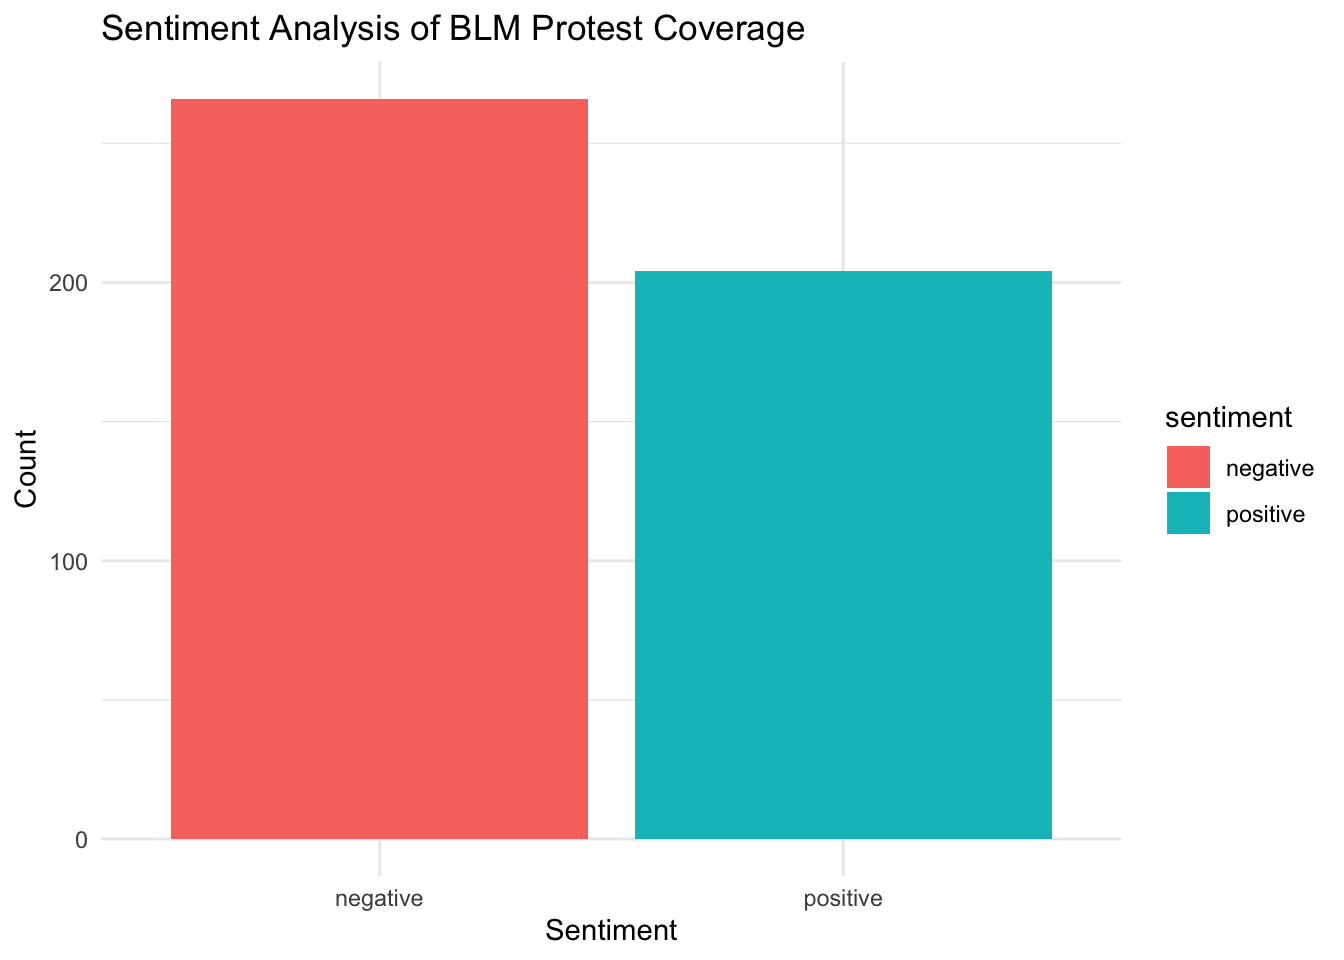 Sentiment Analysis of BLM Protest Coverage
Count
200
100
0
negative
positive
Sentiment
sentiment
negative
positive